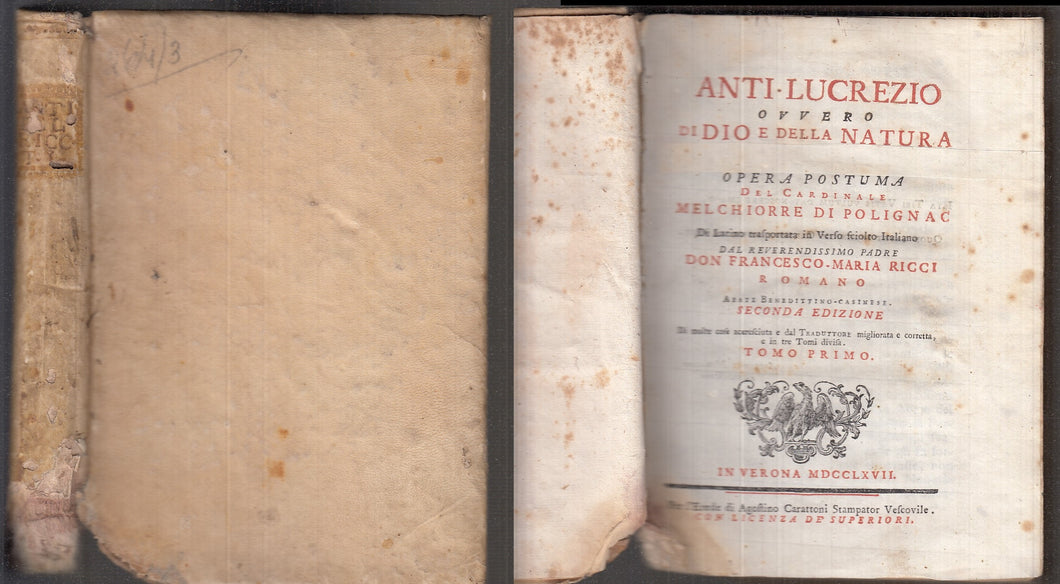 ANTI
L
ICC
ANTI-LUCREZIO
OVVERO
DI DIO E DELLA NATURA
OPERA POSTUMA
DEL CARDINALE
MELCHIORRE DI POLIGNAC
Di Latino trasportata in Verso sciolto Italiano
DAL REVERENDISSIMO PADRE
DON FRANCESCO-MARIA RICCI
ROMANO
ABATE BENEDITTINO-CASINESE.
SECONDA EDIZIONE
Di molte cose accresciuta e dal TRADUTTORE migliorata e corretta,
e in tre Tomi divisa.
TOMO PRIMO.
IN VERONA MDCCLXVII.
Per l'Erede di Agostino Carattoni Stampator Vescovile.
CON LICENZA DE' SUPERIORI.